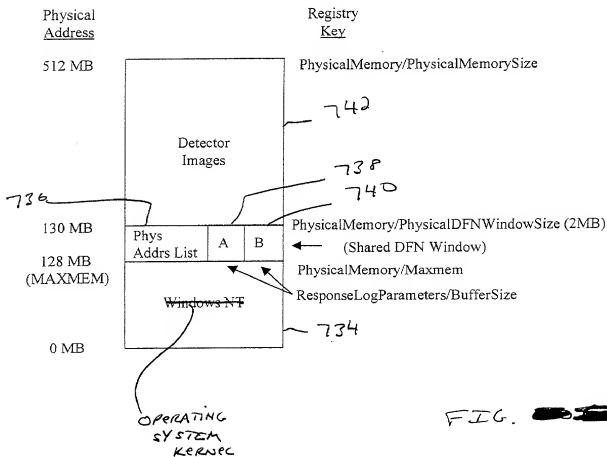 Physical
Address
Registry
Key
512 MB
PhysicalMemory/PhysicalMemorySize
742
Detector
Images
738
736
740
130 MB
PhysicalMemory/PhysicalDFNWindowSize (2MB)
Phys
Addrs List
A
B
(Shared DFN Window)
128 MB
(MAXMEM)
PhysicalMemory/Maxmem
ResponseLogParameters/BufferSize
Windows NT
734
0 MB
OPERATING
SYSTEM
KERNEL
FIG.